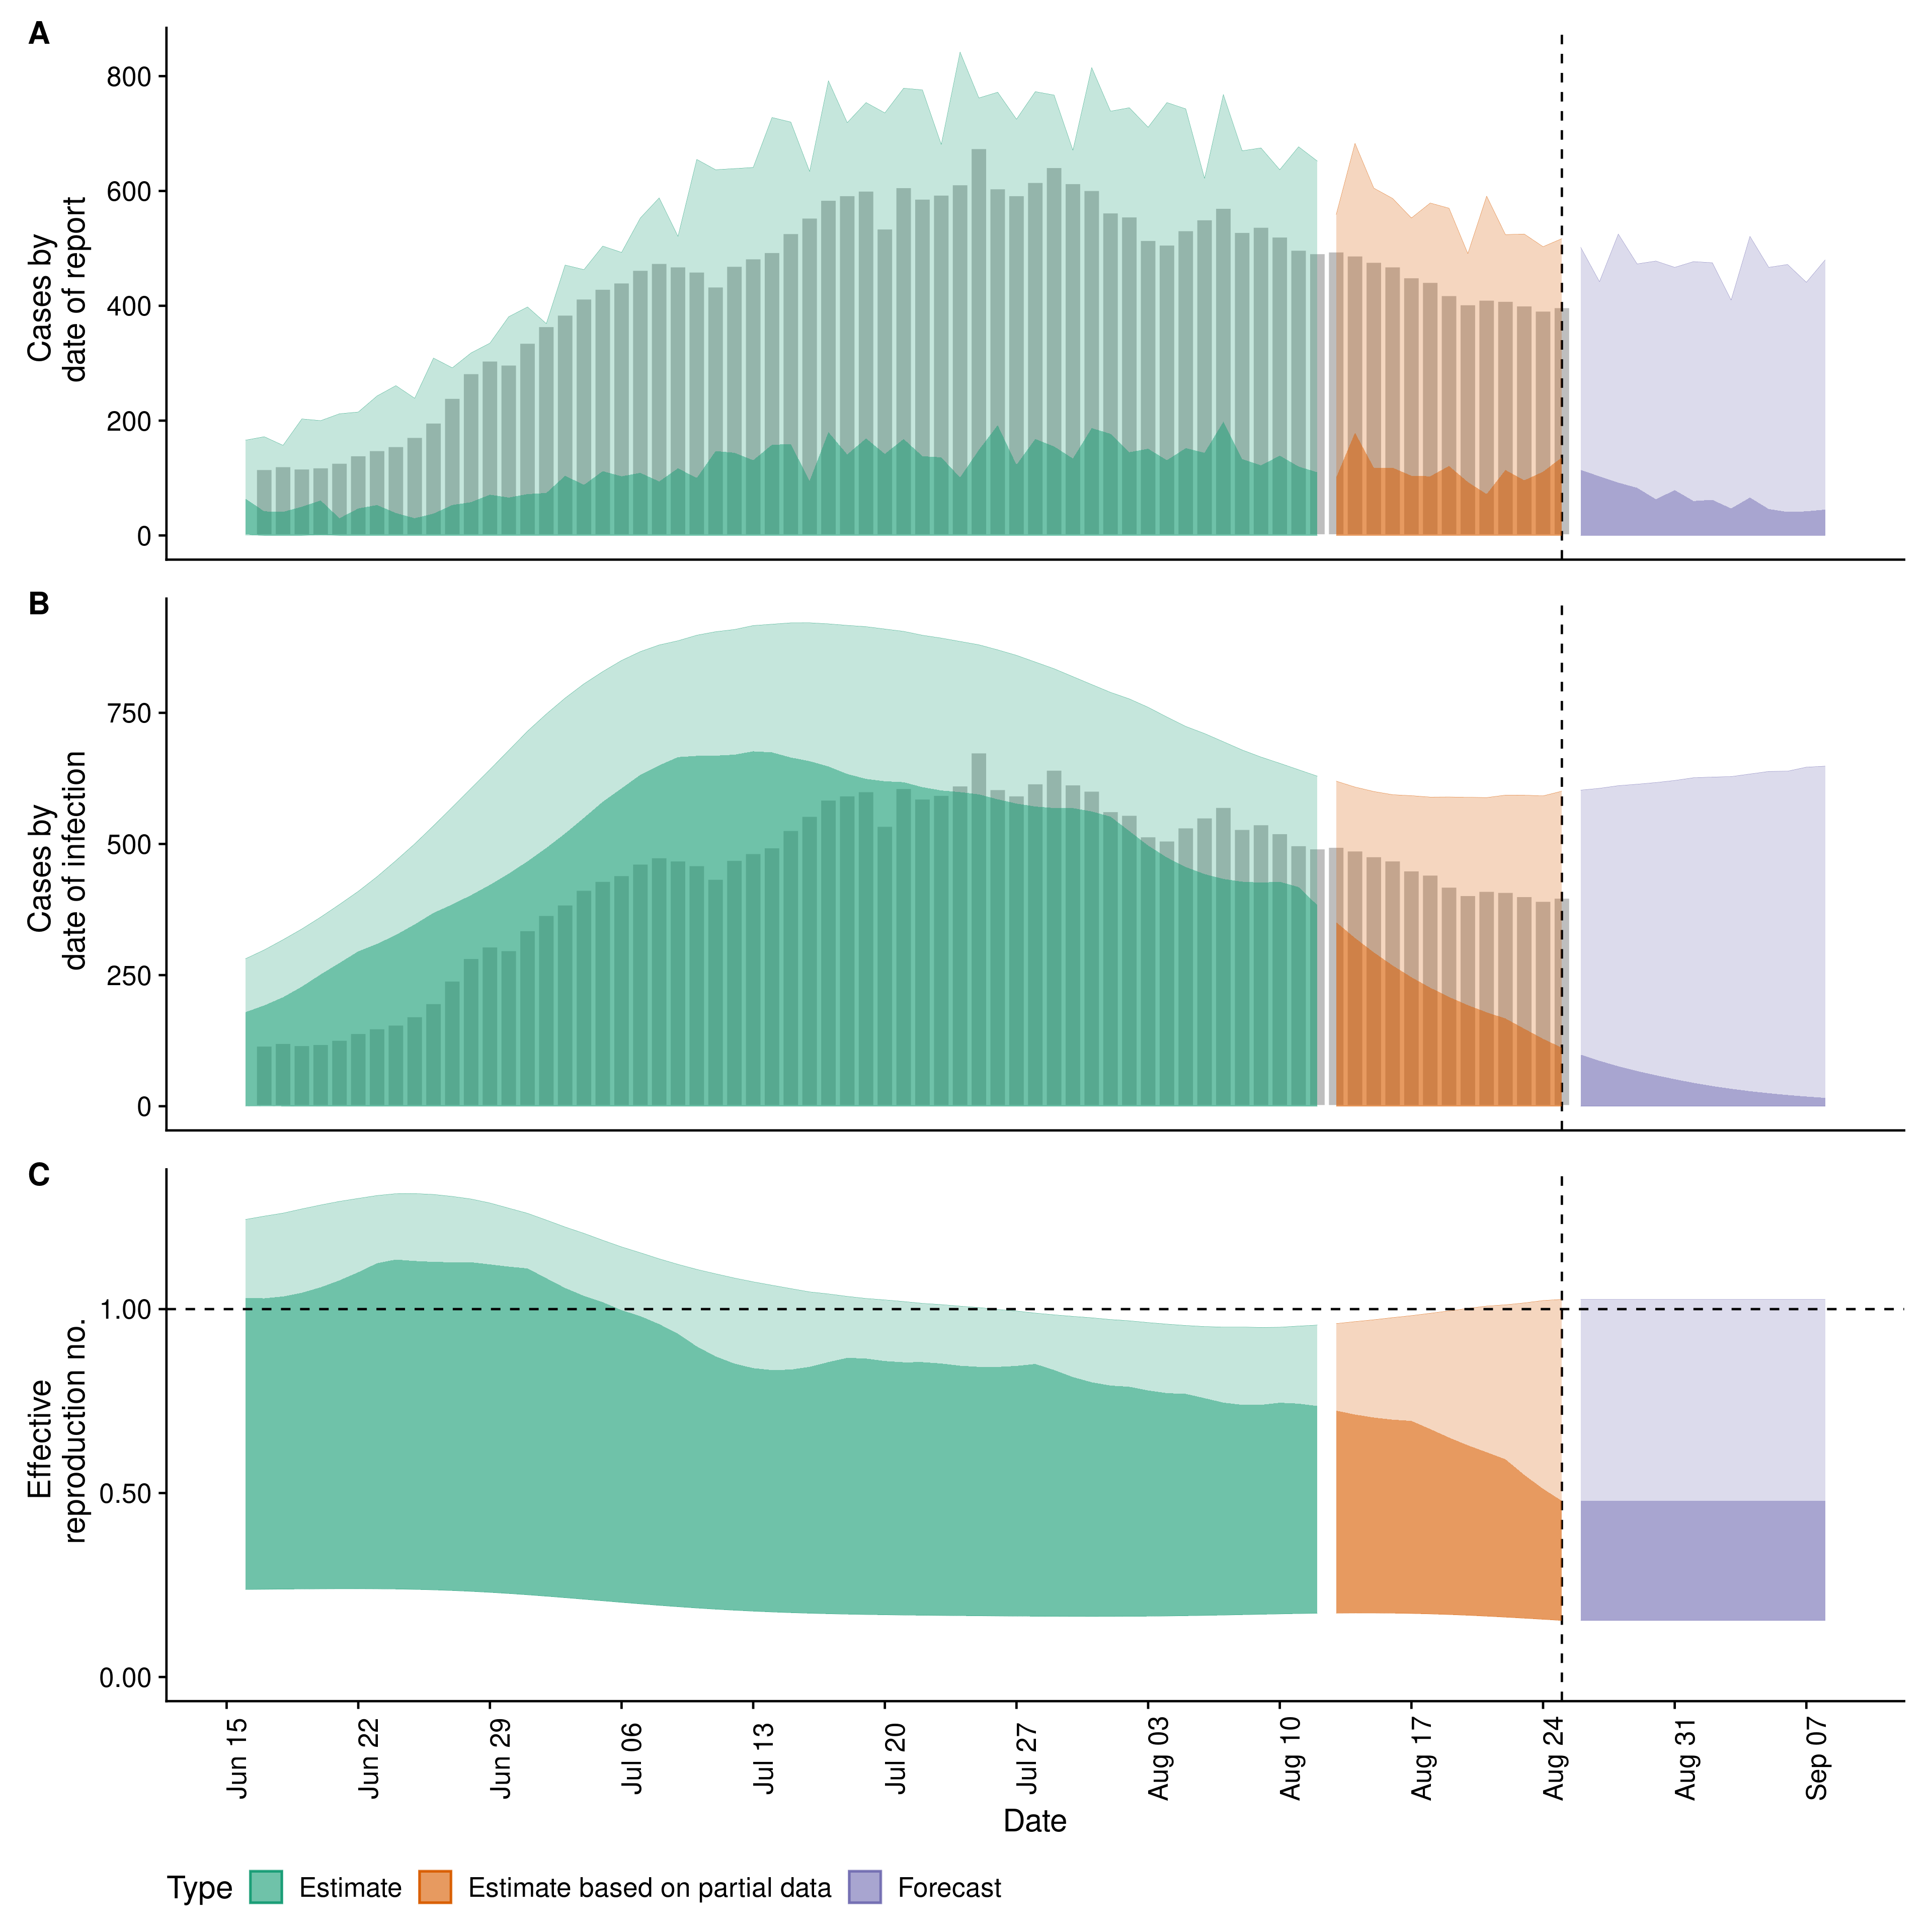 A
Cases by
date of report
800
600
400
200
0
B
Cases by
date of infection
750
500
250
0
C
Effective
reproduction no.
1.00
0.50
0.00
Jun 15
Jun 22
Jun 29
Jul 06
Jul 13
Jul 20
Jul 27
Aug 03
Aug 10
Aug 17
Aug 24
Aug 31
Sep 07
Date
Type Estimate Estimate based on partial data Forecast